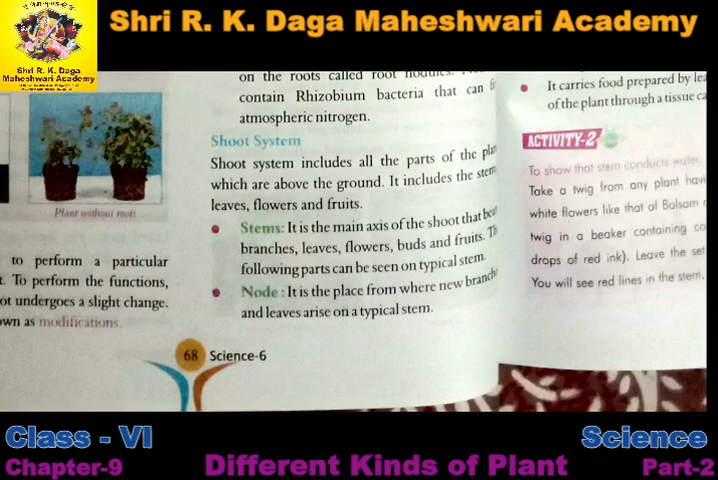 Shri R. K. Daga Maheshwari Academy
Shri R. K. Daga
Maheshwari Academy
on the roots called root
contain Rhizobium bacteria that can
atmospheric nitrogen.
Shoot System
Shoot system includes all the parts of the
which are above the ground. It includes the
leaves, flowers and fruits.
Stems: It is the main axis of the shoot that
branches, leaves, flowers, buds and fruits.
following parts can be seen on typical stem.
Node : It is the place from where new
and leaves arise on a typical stem.
Plant without roots
to perform a particular
To perform the functions,
undergoes a slight change.
as modifications.
68 Science-6
It carries food prepared by
of the plant through a tissue
ACTIVITY-2
To show that stem conducts water.
Take a twig from any plant
white flowers like that of Balsam
twig in a beaker containing
drops of red ink). Leave the set
You will see red lines in the stem,
Class - VI
Science
Chapter-9
Different Kinds of Plant
Part-2